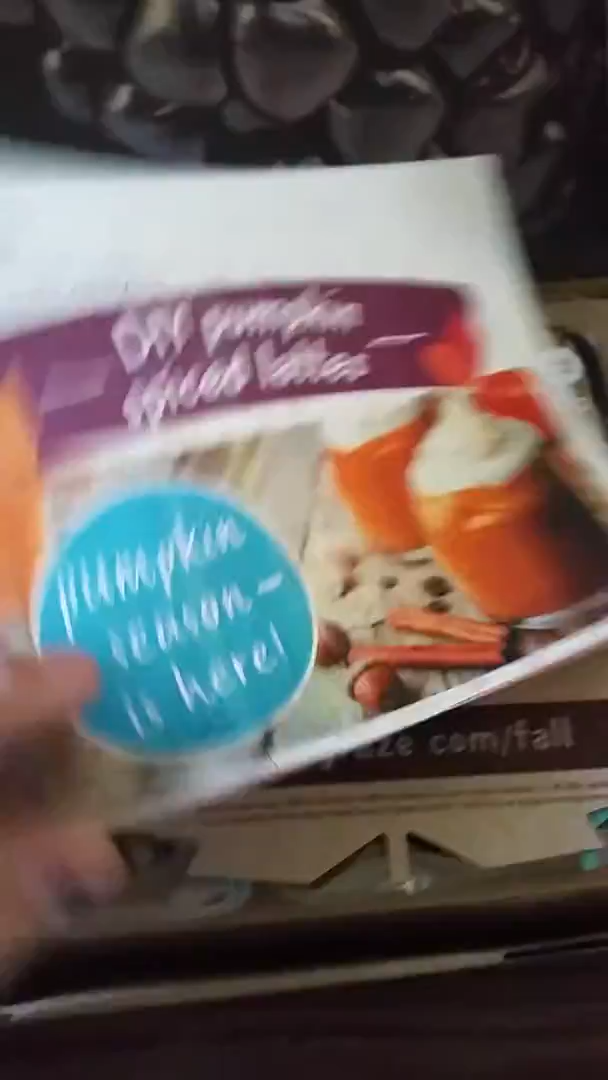 DIY pumpkin
spiced lattes
pumpkin
season
is here!
com/fall